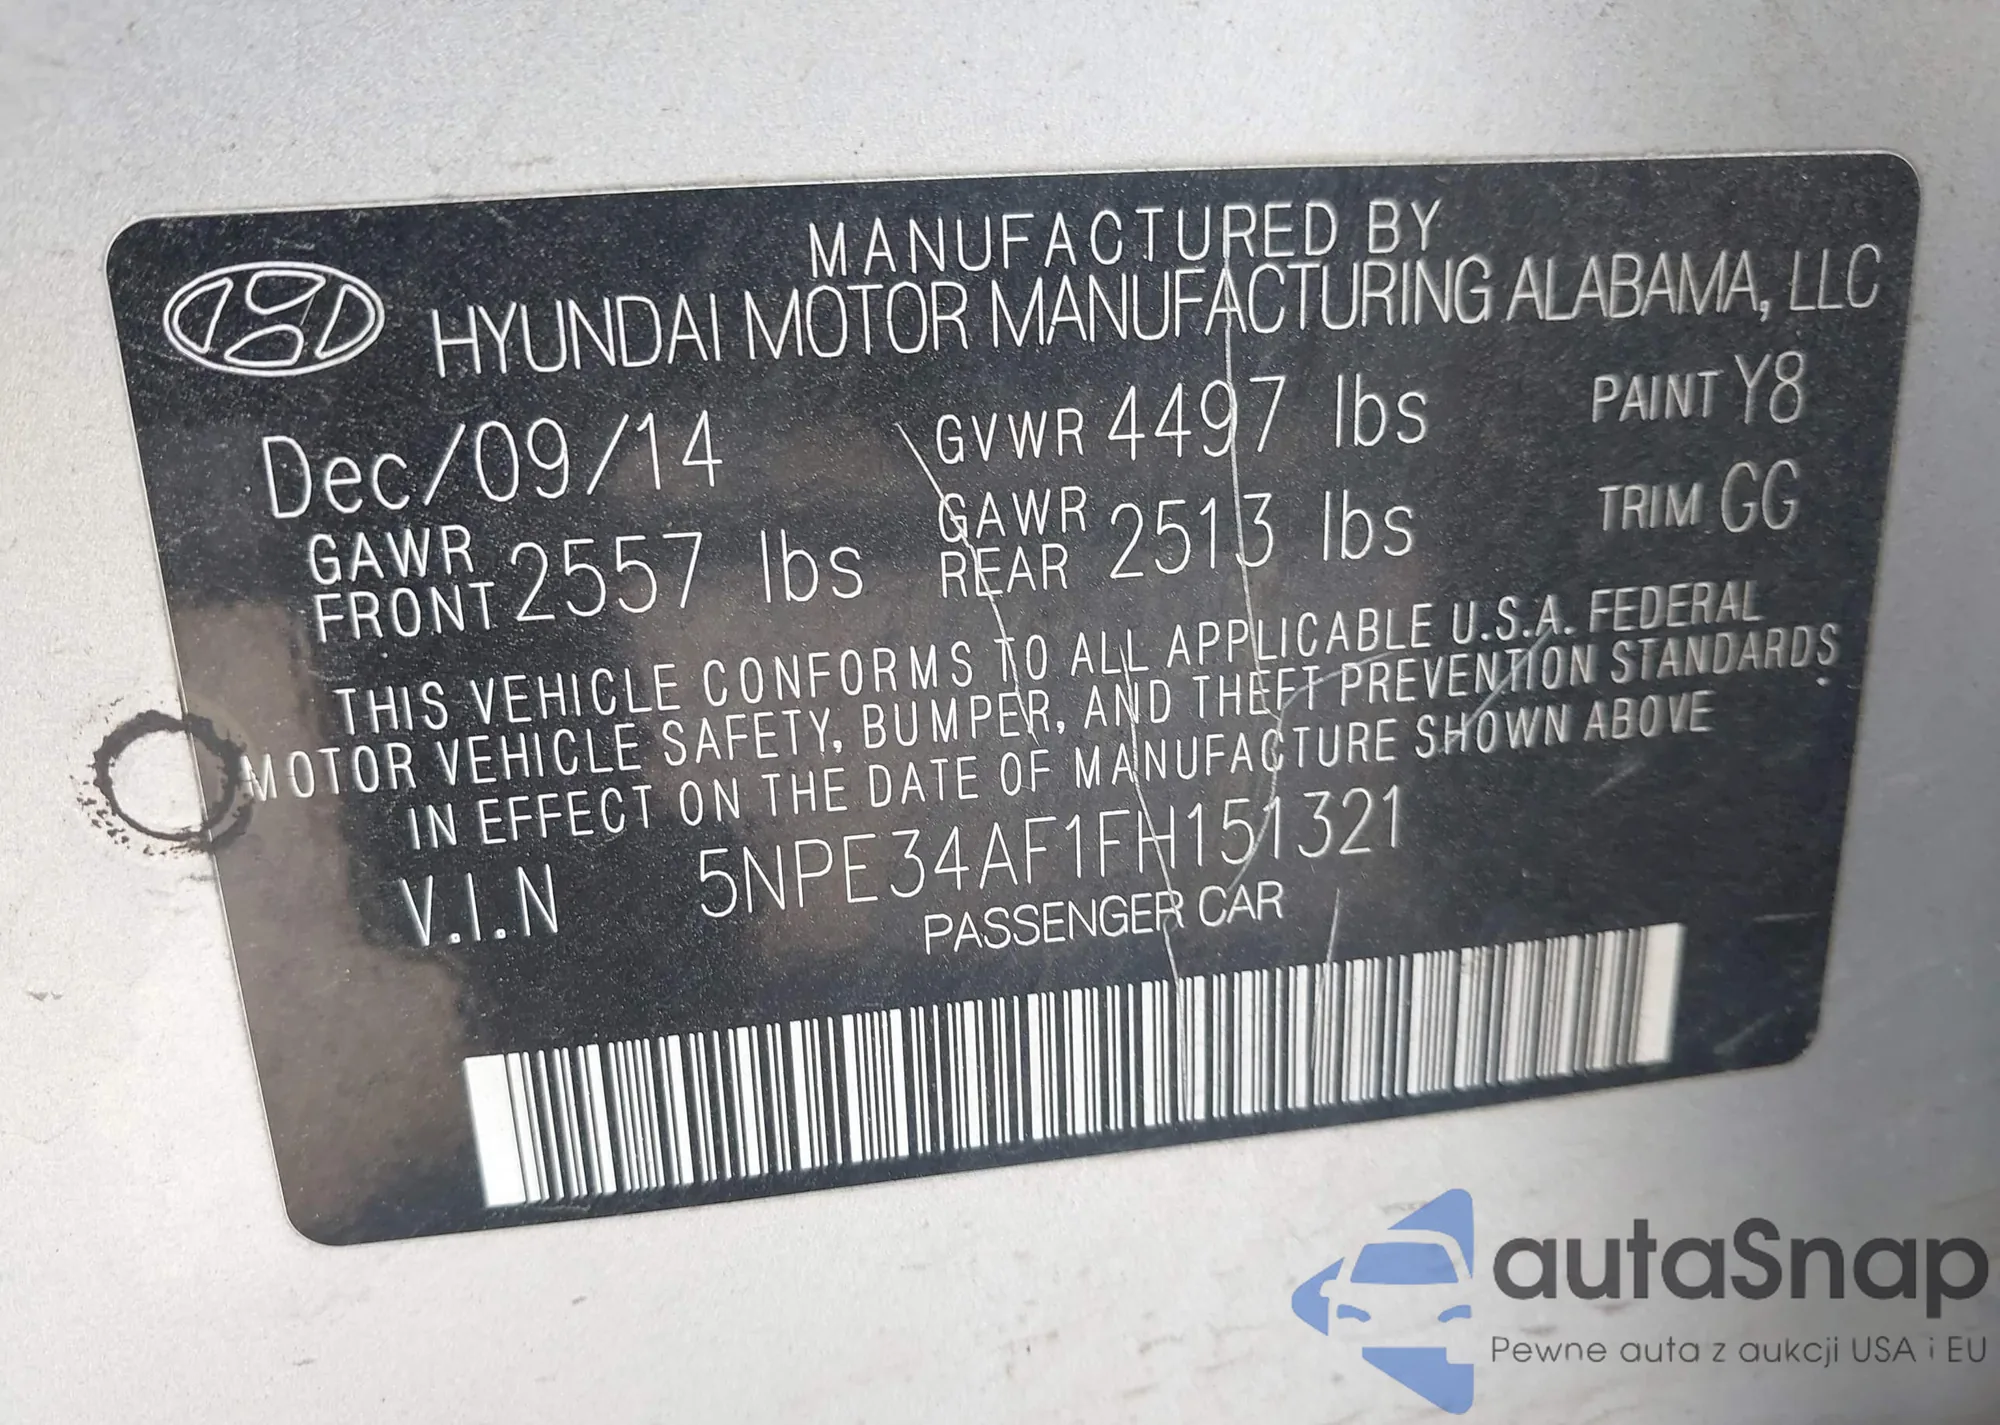 MANUFACTURED BY
HYUNDAI MOTOR MANUFACTURING ALABAMA, LLC
Dec/09/14 GVWR 4497 lbs PAINT Y8
GAWR FRONT 2557 lbs GAWR REAR 2513 lbs TRIM GG
THIS VEHICLE CONFORMS TO ALL APPLICABLE U.S.A. FEDERAL
MOTOR VEHICLE SAFETY, BUMPER, AND THEFT PREVENTION STANDARDS
IN EFFECT ON THE DATE OF MANUFACTURE SHOWN ABOVE.
V.I.N 5NPE34AF1FH151321
PASSENGER CAR
autaSnap
Pewne auta z aukcji USA i EU